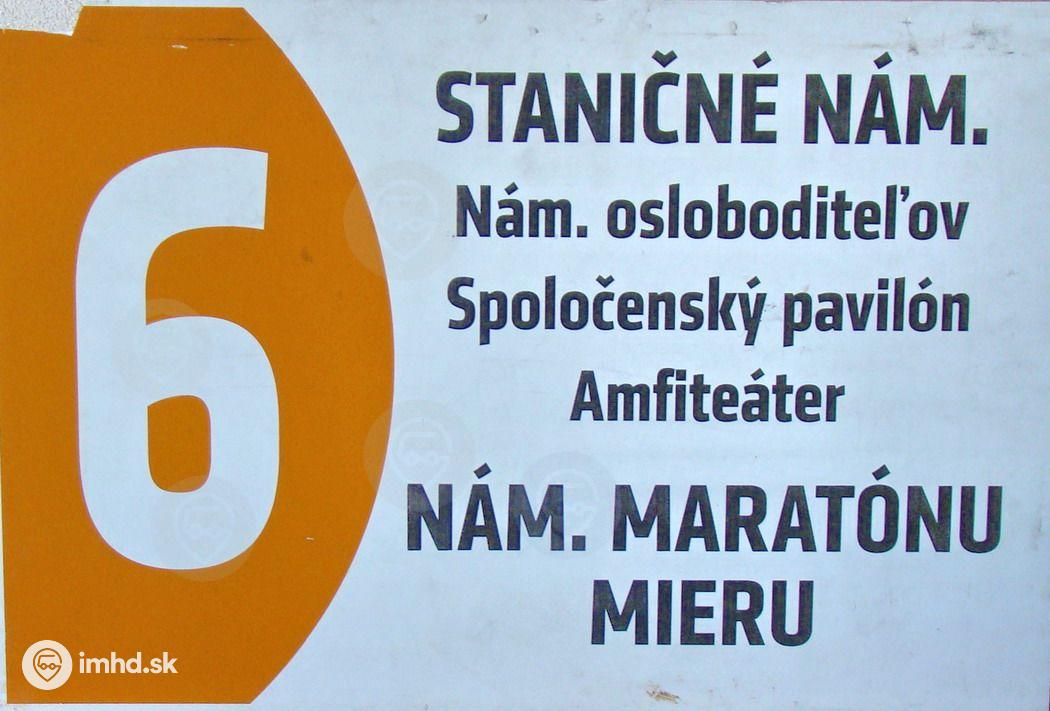 6
STANIČNÉ NÁM.
Nám. osloboditeľov
Spoločenský pavilón
Amfiteáter
NÁM. MARATÓNU
MIERU
imhd.sk